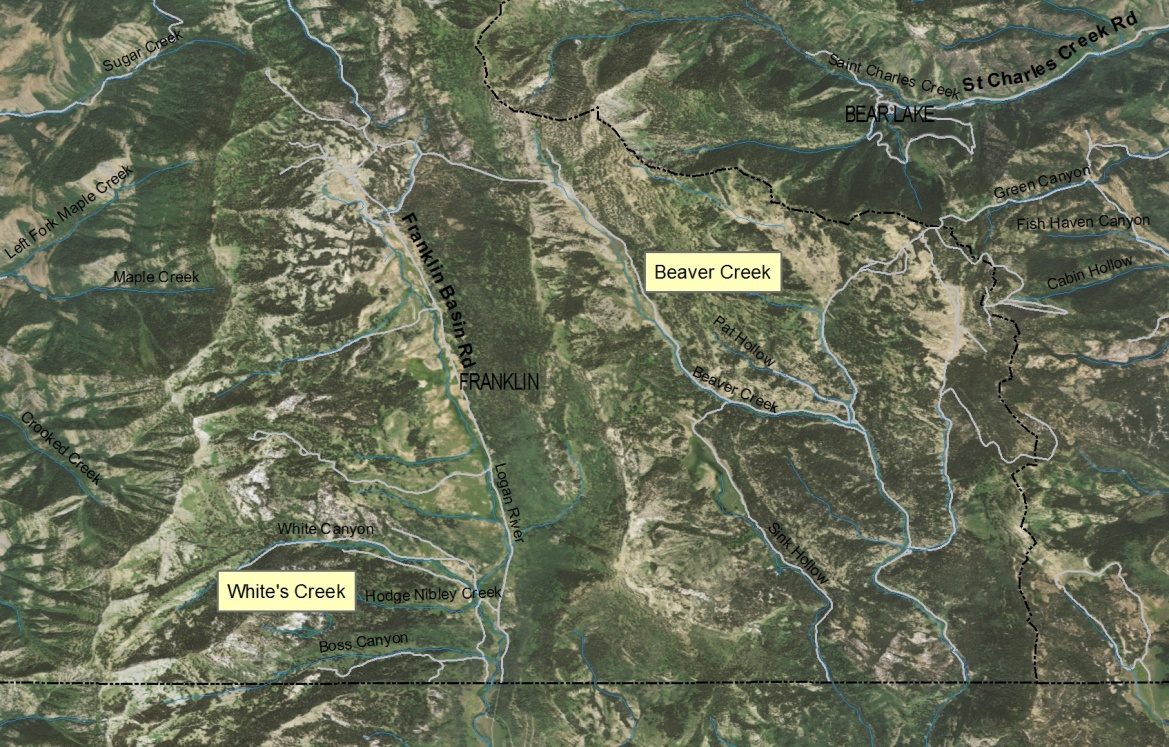 Sugar Creek
St Charles Creek Rd
Saint Charles Creek
BEAR LAKE
Left Fork Maple Creek
Green Canyon
Fish Haven Canyon
Maple Creek
Cabin Hollow
Franklin Basin Rd
Beaver Creek
Pat Hollow
FRANKLIN
Beaver Creek
Crooked Creek
Logan River
White Canyon
Sink Hollow
White's Creek
Hodge Nibley Creek
Boss Canyon